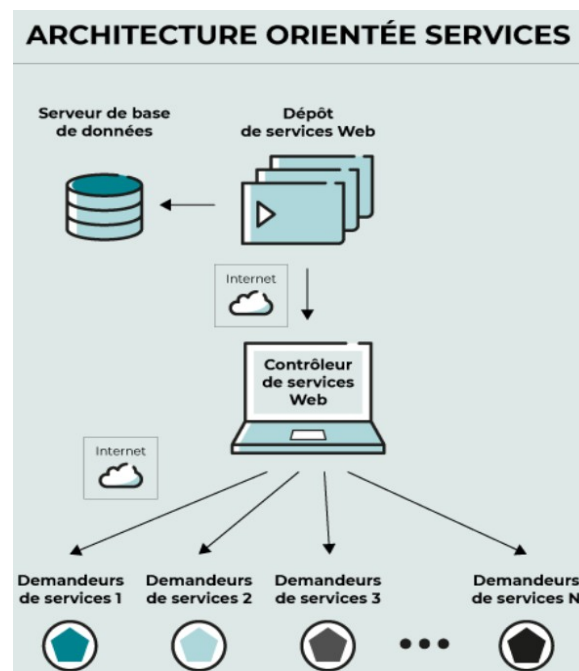 ARCHITECTURE ORIENTÉE SERVICES
Serveur de base
de données
Dépôt
de services Web
Internet
Contrôleur
de services
Web
Internet
Demandeurs
de services 1
Demandeurs
de services 2
Demandeurs
de services 3
Demandeurs
de services N